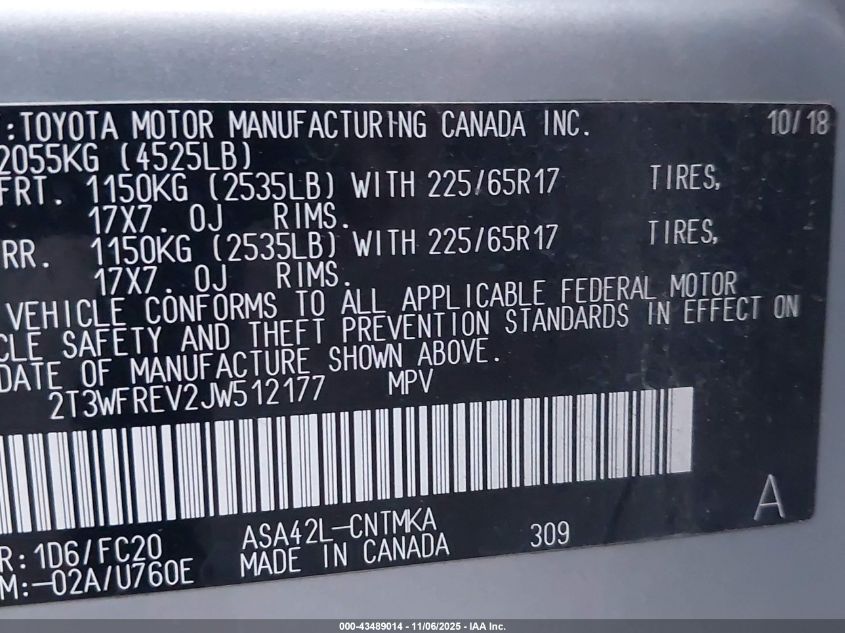 :TOYOTA MOTOR MANUFACTURING CANADA INC. 10/18
2055KG (4525LB)
FRT. 1150KG (2535LB) WITH 225/65R17 TIRES,
17X7.0J RIMS.
RR. 1150KG (2535LB) WITH 225/65R17 TIRES,
17X7.0J RIMS.
VEHICLE CONFORMS TO ALL APPLICABLE FEDERAL MOTOR
CLE SAFETY AND THEFT PREVENTION STANDARDS IN EFFECT ON
DATE OF MANUFACTURE SHOWN ABOVE.
2T3WFREV2JW512177 MPV
A
R:1D6/FC20 ASA42L-CNTMKA 309
M:-02A/U760E MADE IN CANADA
000-43489014 - 11/06/2025 - IAA Inc.